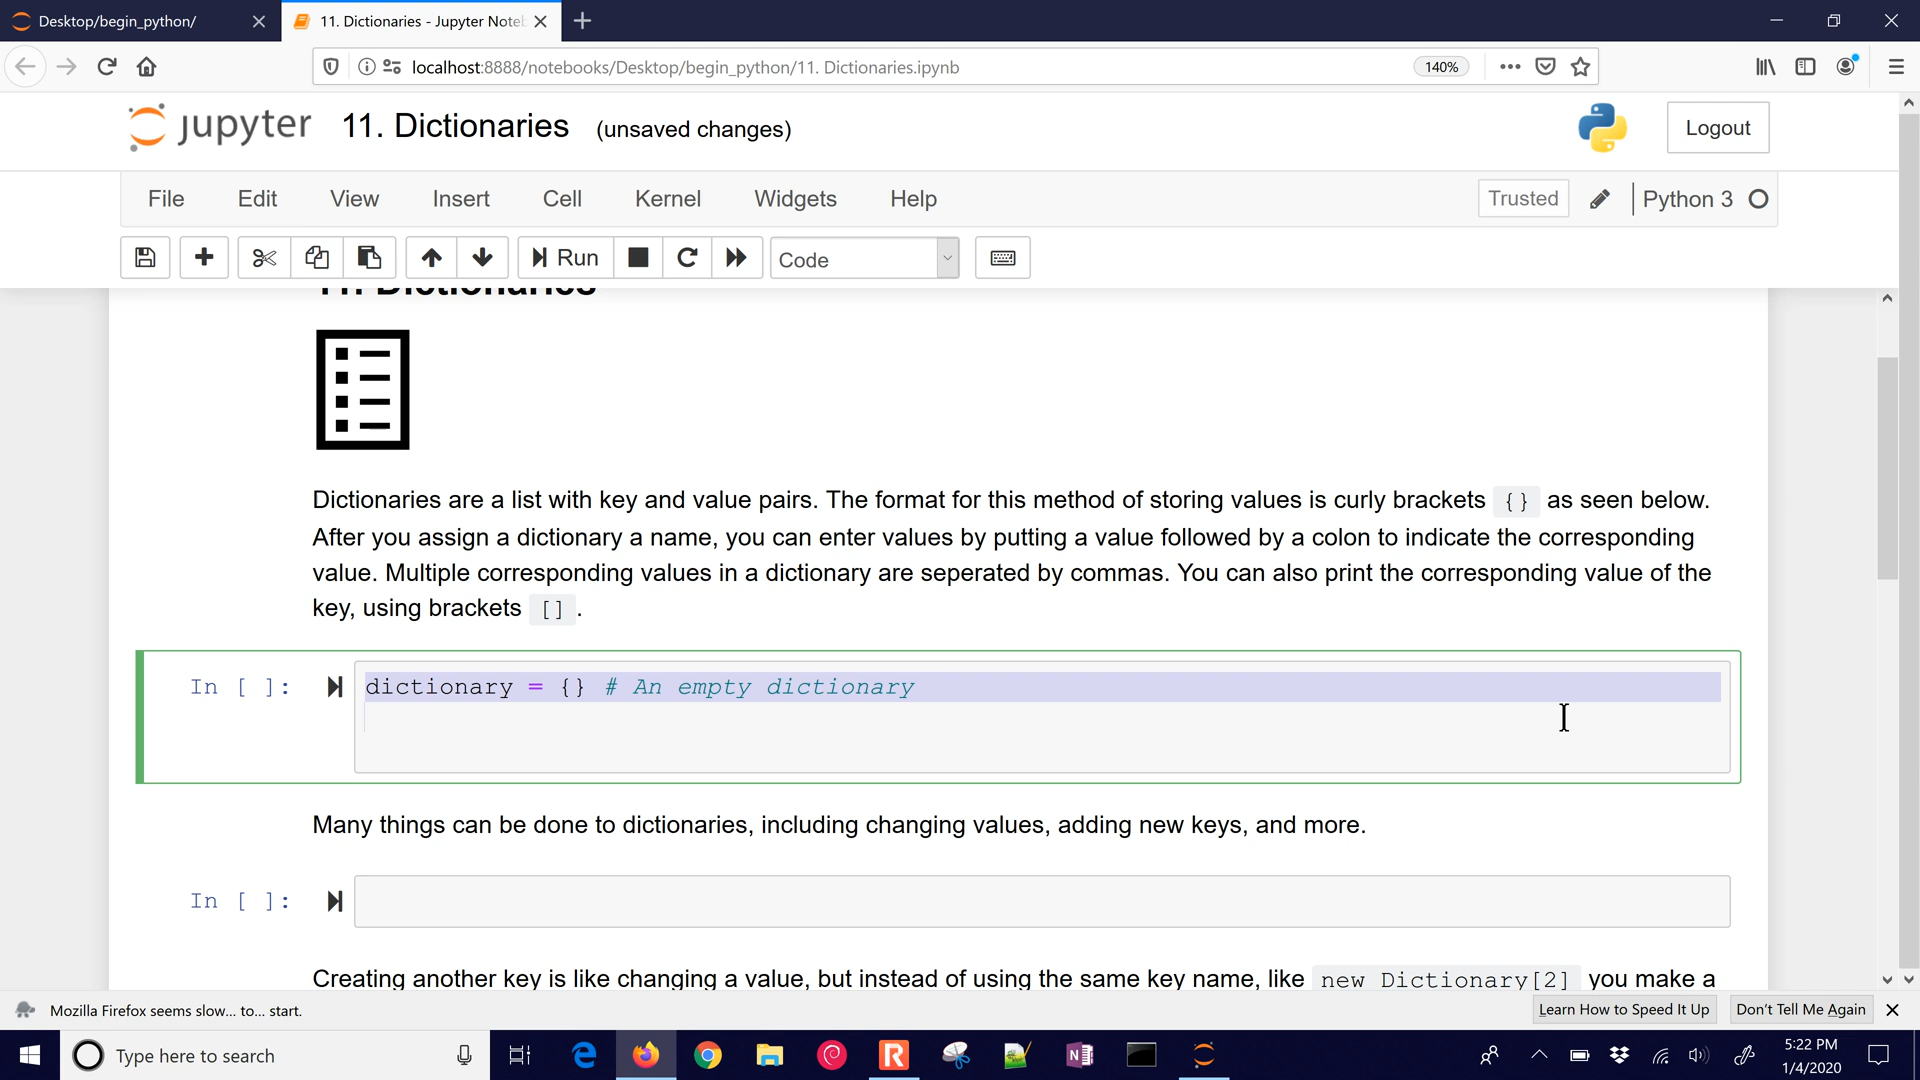 Desktop/begin_python/
11. Dictionaries - Jupyter Note
localhost:8888/notebooks/Desktop/begin_python/11. Dictionaries.ipynb
140%
jupyter
11. Dictionaries
(unsaved changes)
Logout
File
Edit
View
Insert
Cell
Kernel
Widgets
Help
Trusted
Python 3
Run
Code
11. Dictionaries
Dictionaries are a list with key and value pairs. The format for this method of storing values is curly brackets {} as seen below.
After you assign a dictionary a name, you can enter values by putting a value followed by a colon to indicate the corresponding
value. Multiple corresponding values in a dictionary are seperated by commas. You can also print the corresponding value of the
key, using brackets [] .
In [ ]:
dictionary = {} # An empty dictionary
Many things can be done to dictionaries, including changing values, adding new keys, and more.
In [ ]:
Creating another key is like changing a value, but instead of using the same key name, like new Dictionary[2] you make a
Mozilla Firefox seems slow... to... start.
Learn How to Speed It Up
Don't Tell Me Again
Type here to search
5:22 PM
1/4/2020